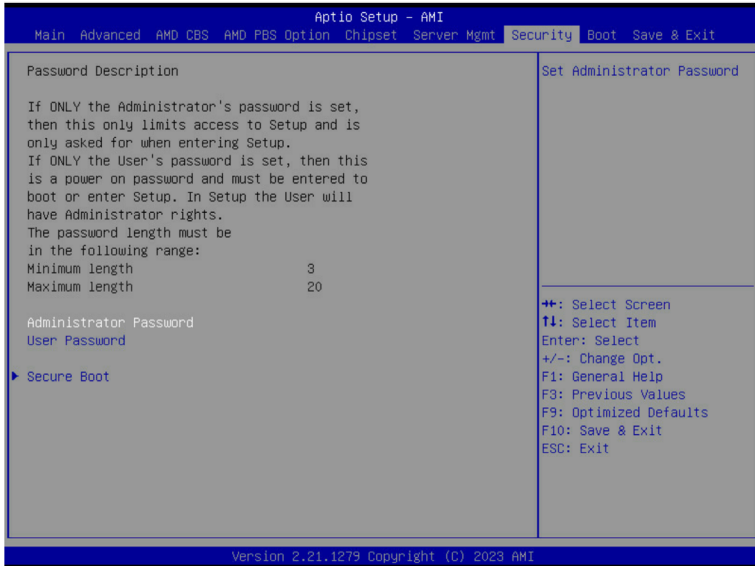 Aptio Setup - AMI
Main Advanced AMD CBS AMD PBS Option Chipset Server Mgmt Security Boot Save & Exit
Password Description
If ONLY the Administrator's password is set,
then this only limits access to Setup and is
only asked for when entering Setup.
If ONLY the User's password is set, then this
is a power on password and must be entered to
boot or enter Setup. In Setup the User will
have Administrator rights.
The password length must be
in the following range:
Minimum length 3
Maximum length 20
Administrator Password
User Password
Secure Boot
Set Administrator Password
→←: Select Screen
↑↓: Select Item
Enter: Select
+/-: Change Opt.
F1: General Help
F3: Previous Values
F9: Optimized Defaults
F10: Save & Exit
ESC: Exit
Version 2.21.1279 Copyright (C) 2023 AMI